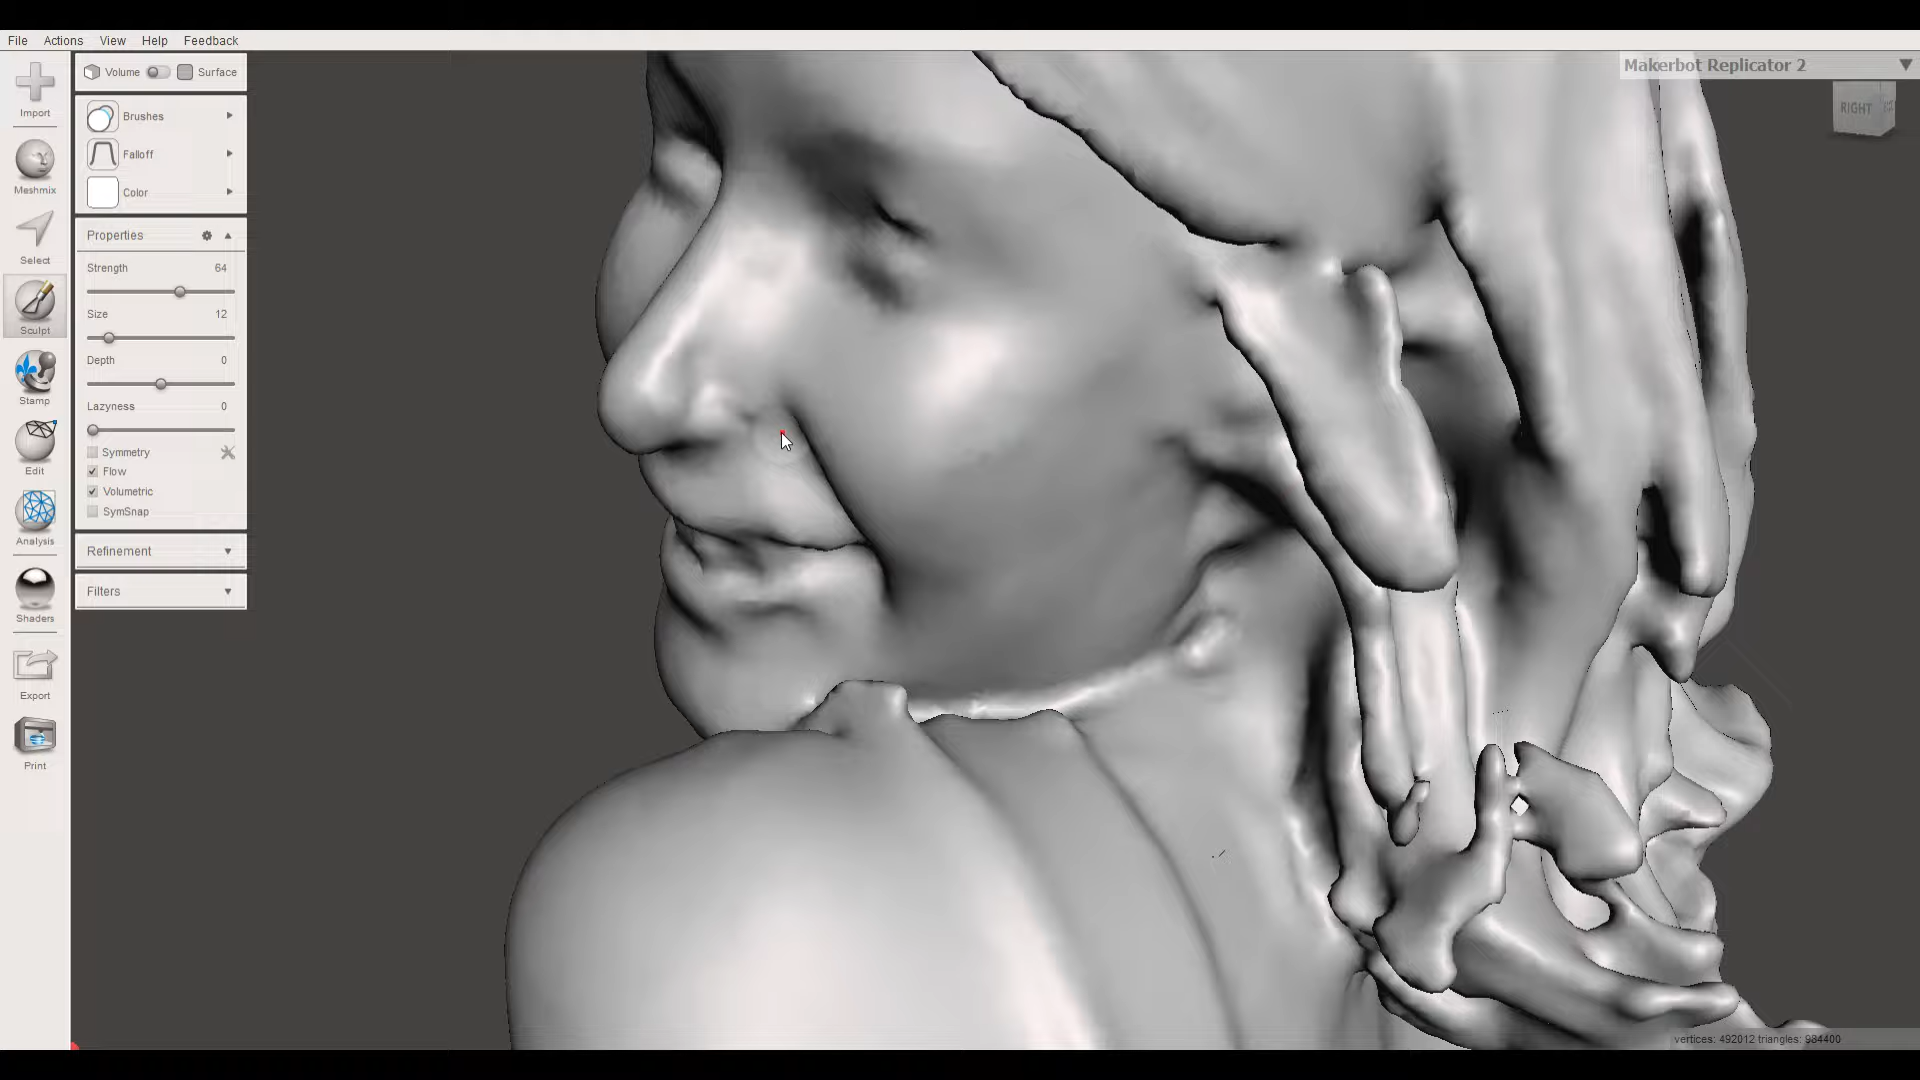 File Actions View Help Feedback
Makerbot Replicator 2
RIGHT
Import
Meshmix
Select
Sculpt
Stamp
Edit
Analysis
Shaders
Export
Print
Volume Surface
Brushes
Falloff
Color
Properties
Strength 64
Size 12
Depth 0
Lazyness 0
Symmetry
Flow
Volumetric
SymSnap
Refinement
Filters
vertices: 492012 triangles: 984400